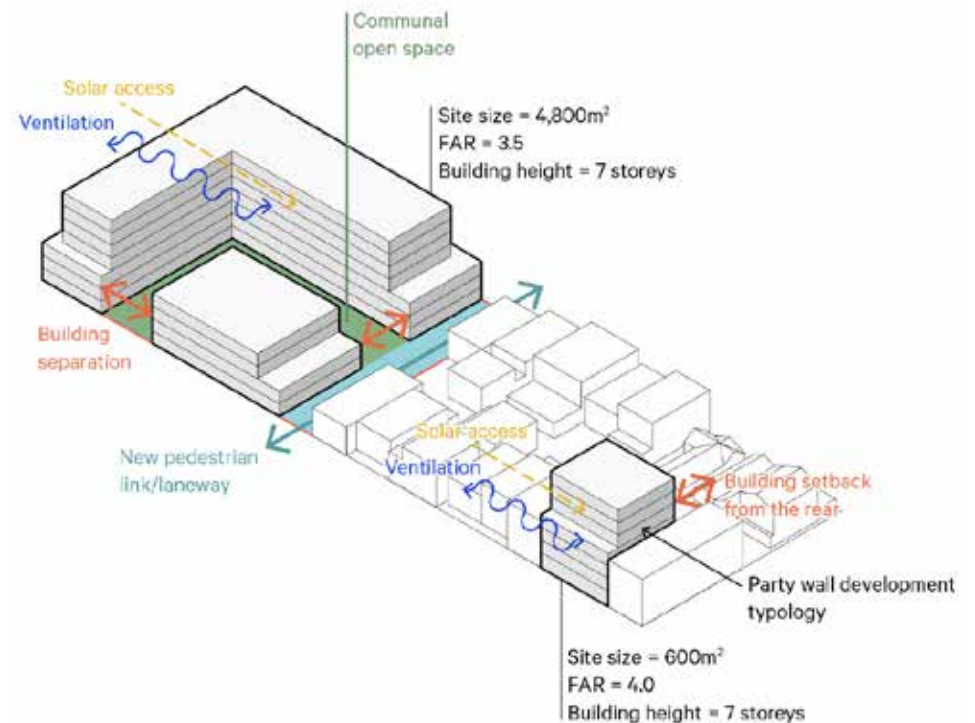 Communal
open space
Solar access
Ventilation
Site size = 4,800m²
FAR = 3.5
Building height = 7 storeys
Building
separation
New pedestrian
link/laneway
Solar access
Ventilation
Building setback
from the rear
Party wall development
typology
Site size = 600m²
FAR = 4.0
Building height = 7 storeys